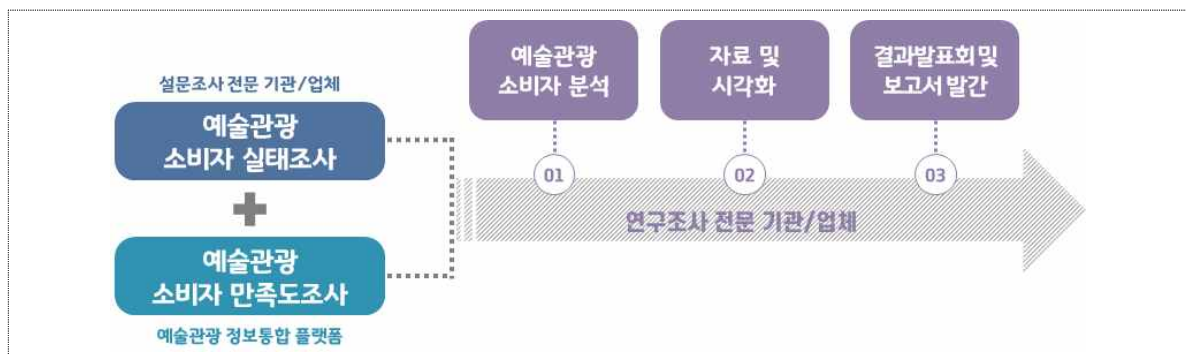 설문조사 전문 기관/업체
예술관광
소비자 실태조사
예술관광
소비자 만족도조사
예술관광 정보통합 플랫폼
예술관광
소비자 분석
자료 및
시각화
결과발표회 및
보고서 발간
01
02
03
연구조사 전문 기관/업체